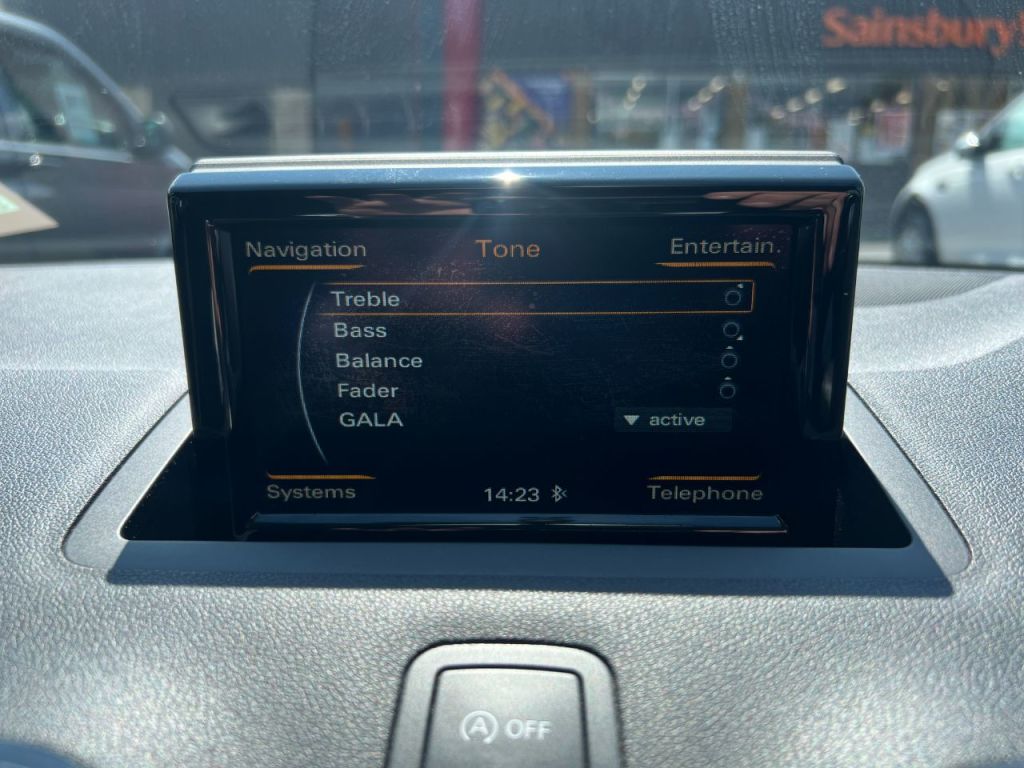 Sainsbury's
Navigation Tone Entertain.
Treble
Bass
Balance
Fader
GALA active
Systems 14:23 Telephone
A OFF